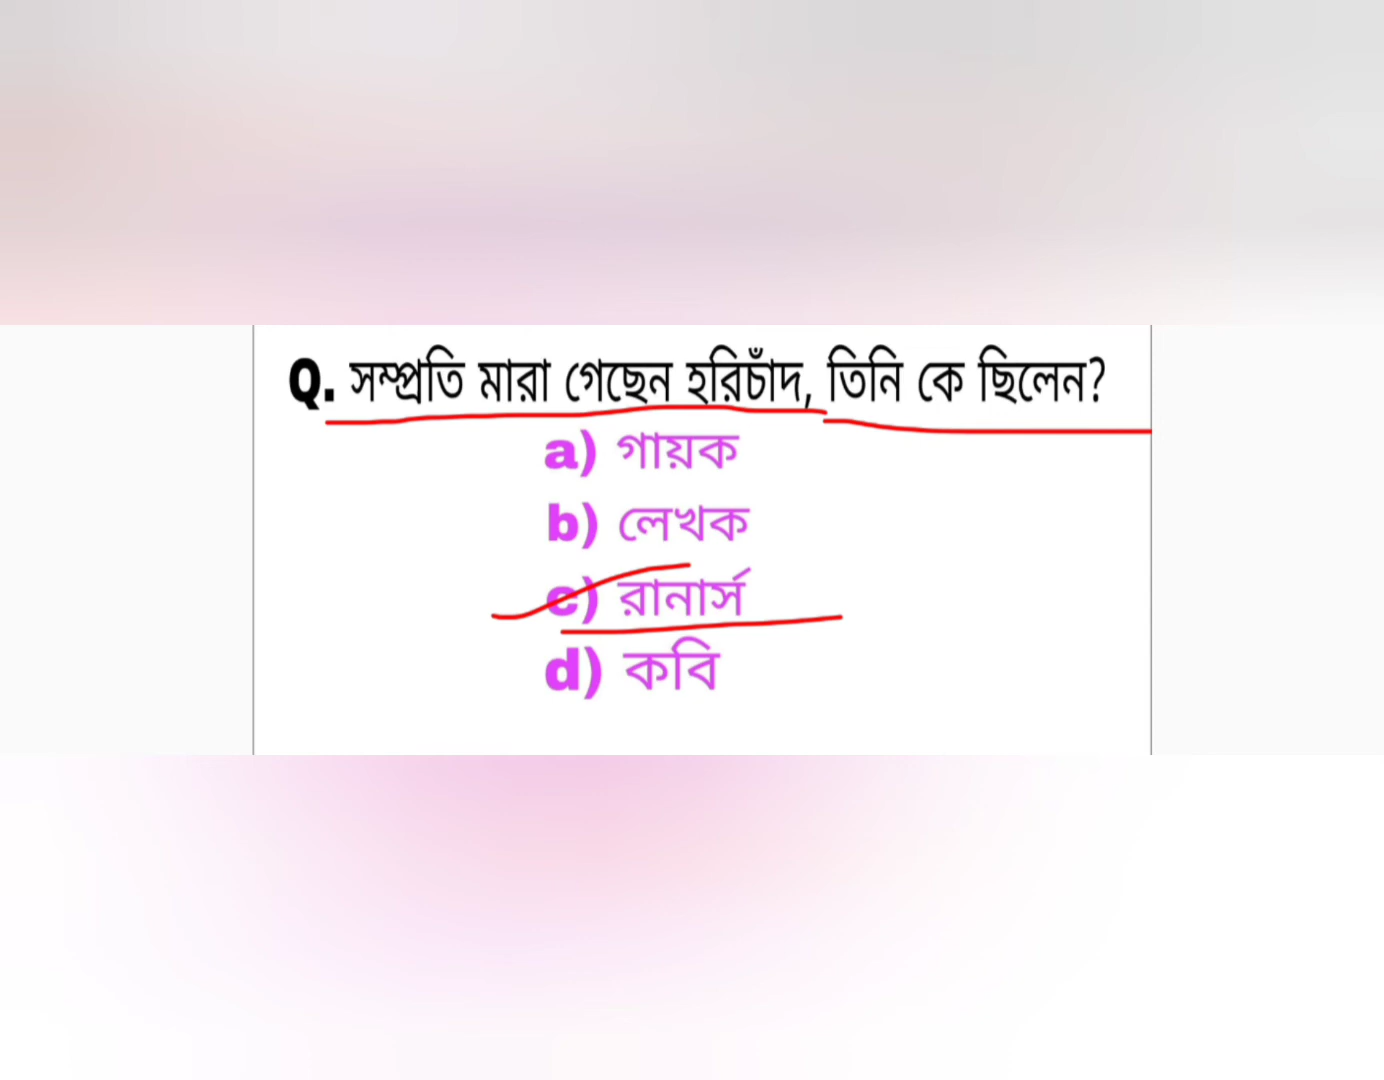 Q. সম্প্রতি মারা গেছেন হরিচাঁদ, তিনি কে ছিলেন?
a) গায়ক
b) লেখক
c) রানার্স
d) কবি